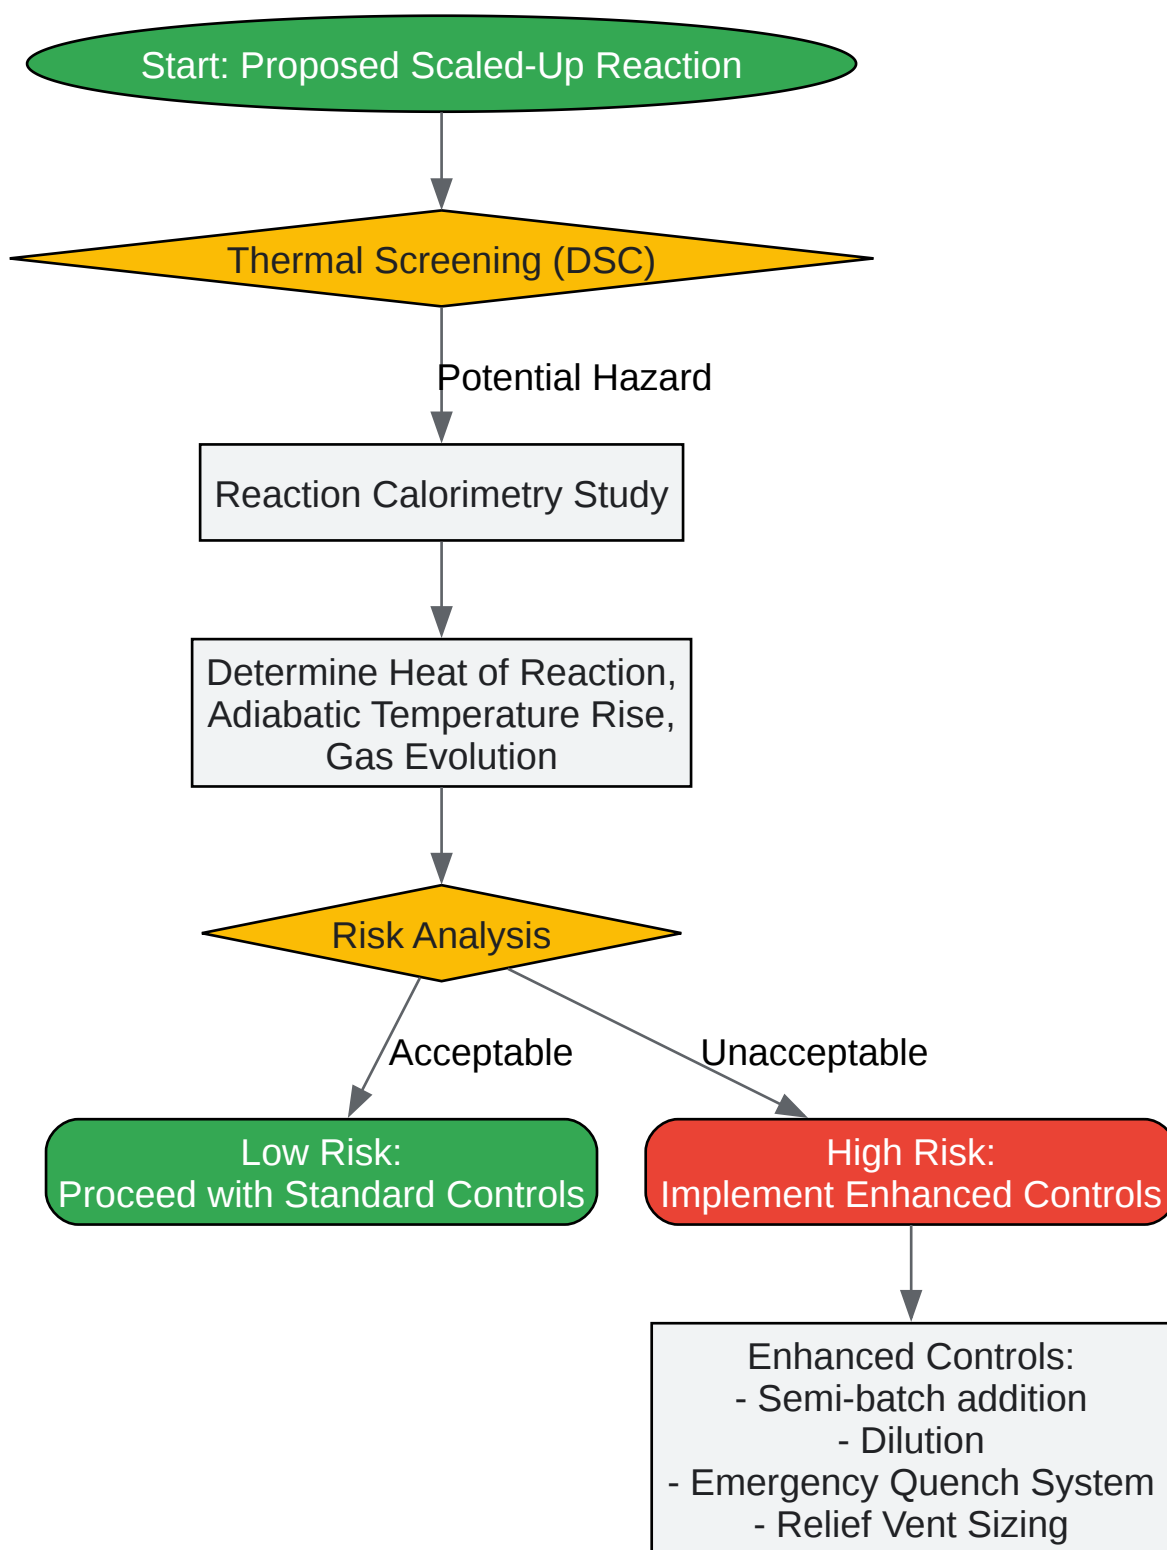 Start: Proposed Scaled-Up Reaction
Thermal Screening (DSC)
Potential Hazard
Reaction Calorimetry Study
Determine Heat of Reaction,
Adiabatic Temperature Rise,
Gas Evolution
Risk Analysis
Acceptable
Unacceptable
Low Risk:
Proceed with Standard Controls
High Risk:
Implement Enhanced Controls
Enhanced Controls:
- Semi-batch addition
- Dilution
- Emergency Quench System
- Relief Vent Sizing